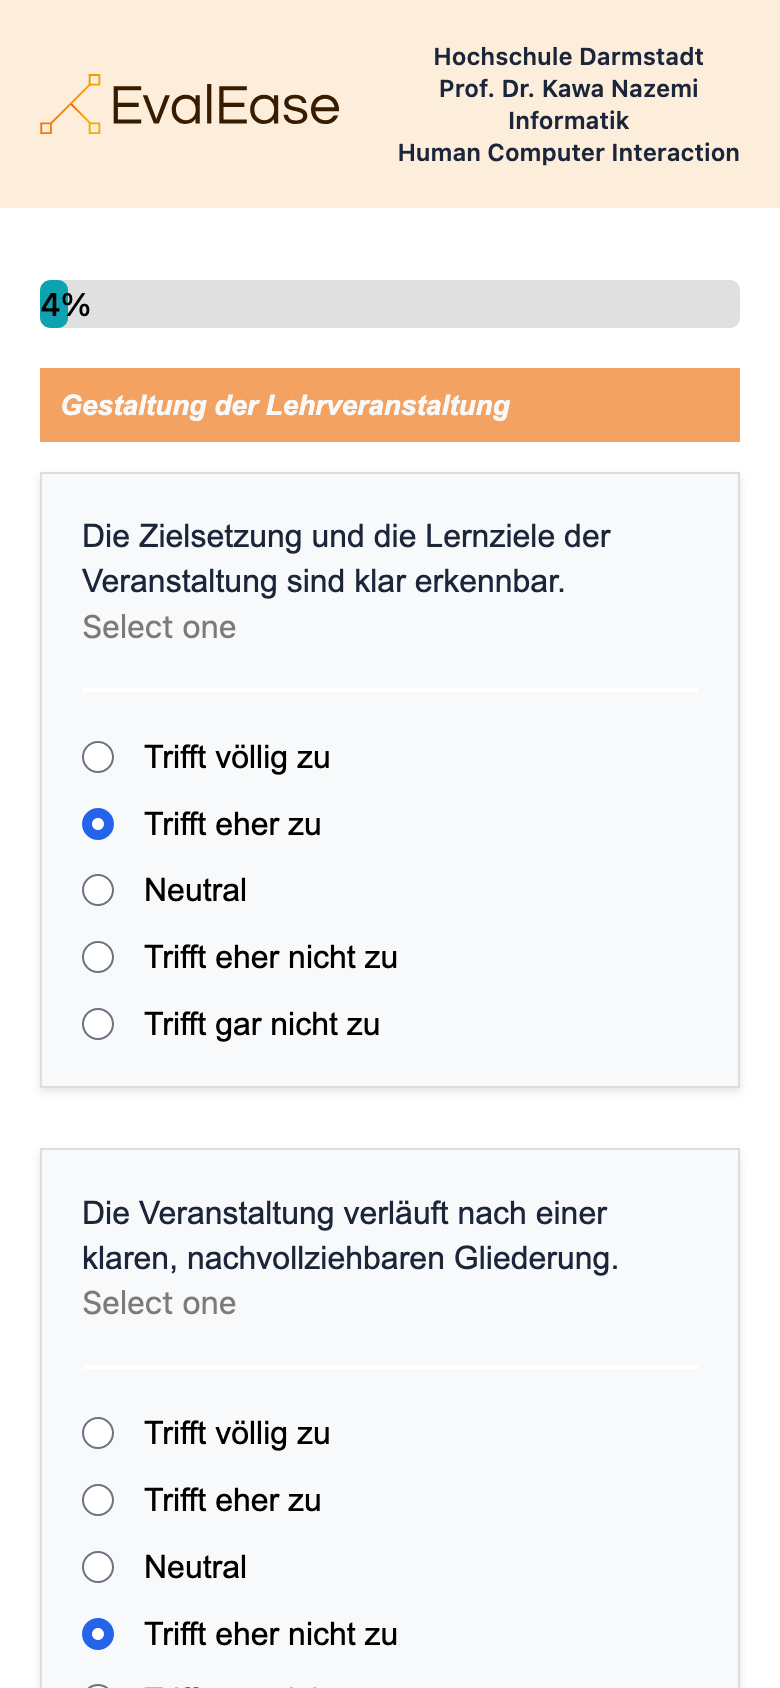 EvalEase
Hochschule Darmstadt
Prof. Dr. Kawa Nazemi
Informatik
Human Computer Interaction
4%
Gestaltung der Lehrveranstaltung
Die Zielsetzung und die Lernziele der
Veranstaltung sind klar erkennbar.
Select one
Trifft völlig zu
Trifft eher zu
Neutral
Trifft eher nicht zu
Trifft gar nicht zu
Die Veranstaltung verläuft nach einer
klaren, nachvollziehbaren Gliederung.
Select one
Trifft völlig zu
Trifft eher zu
Neutral
Trifft eher nicht zu